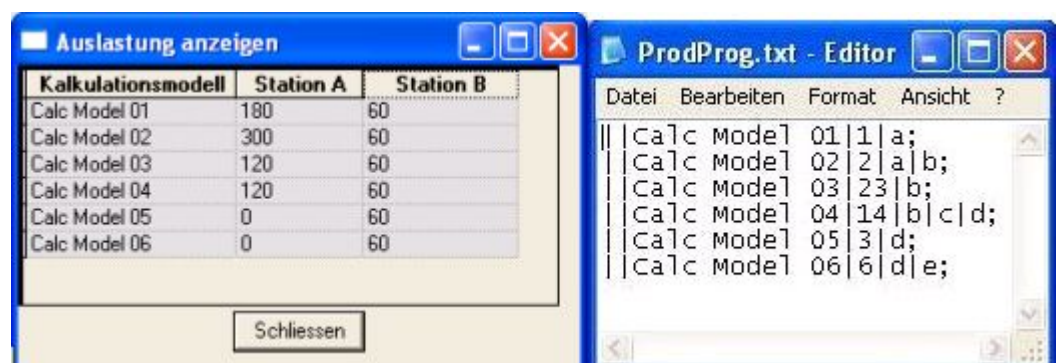 Auslastung anzeigen
Kalkulationsmodell Station A Station B
Calc Model 01 180 60
Calc Model 02 300 60
Calc Model 03 120 60
Calc Model 04 120 60
Calc Model 05 0 60
Calc Model 06 0 60
Schliessen
ProdProg.txt - Editor
Datei Bearbeiten Format Ansicht ?
||Calc Model 01|1|a;
||Calc Model 02|2|a|b;
||Calc Model 03|23|b;
||Calc Model 04|14|b|c|d;
||Calc Model 05|3|d;
||Calc Model 06|6|d|e;